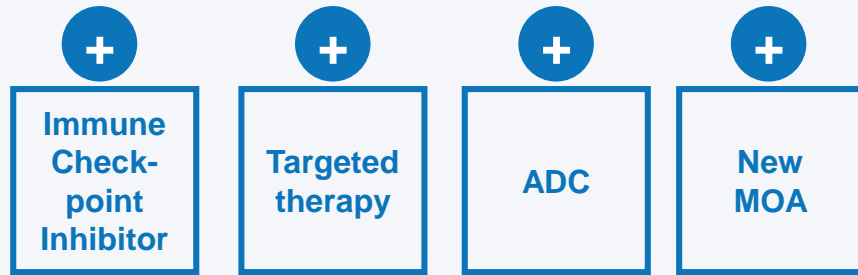 +
+
+
+
Immune
Check-
point
Inhibitor
Targeted
therapy
ADC
New
MOA